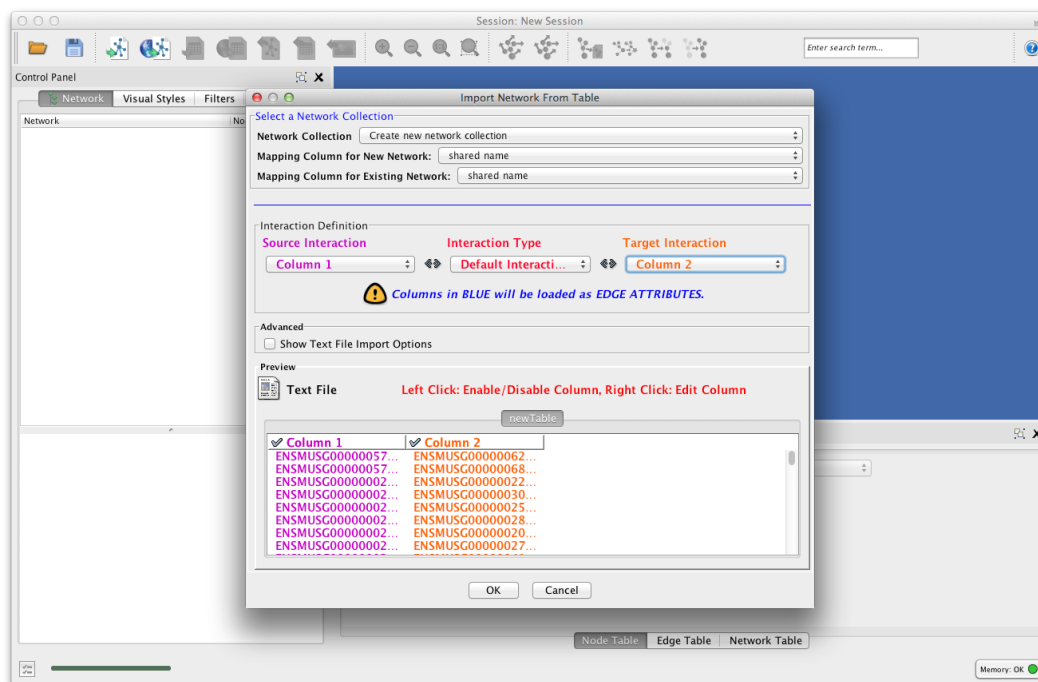 Session: New Session
Enter search term...
Control Panel
Network Visual Styles Filters
Network No
Import Network From Table
Select a Network Collection
Network Collection Create new network collection
Mapping Column for New Network: shared name
Mapping Column for Existing Network: shared name
Interaction Definition
Source Interaction Interaction Type Target Interaction
Column 1 Default Interacti... Column 2
Columns in BLUE will be loaded as EDGE ATTRIBUTES.
Advanced
Show Text File Import Options
Preview
Text File Left Click: Enable/Disable Column, Right Click: Edit Column
newTable
Column 1 Column 2
ENSMUSG00000057... ENSMUSG00000062...
ENSMUSG00000057... ENSMUSG00000068...
ENSMUSG00000002... ENSMUSG00000022...
ENSMUSG00000002... ENSMUSG00000030...
ENSMUSG00000002... ENSMUSG00000025...
ENSMUSG00000002... ENSMUSG00000028...
ENSMUSG00000002... ENSMUSG00000020...
ENSMUSG00000002... ENSMUSG00000027...
OK Cancel
Node Table Edge Table Network Table
Memory: OK